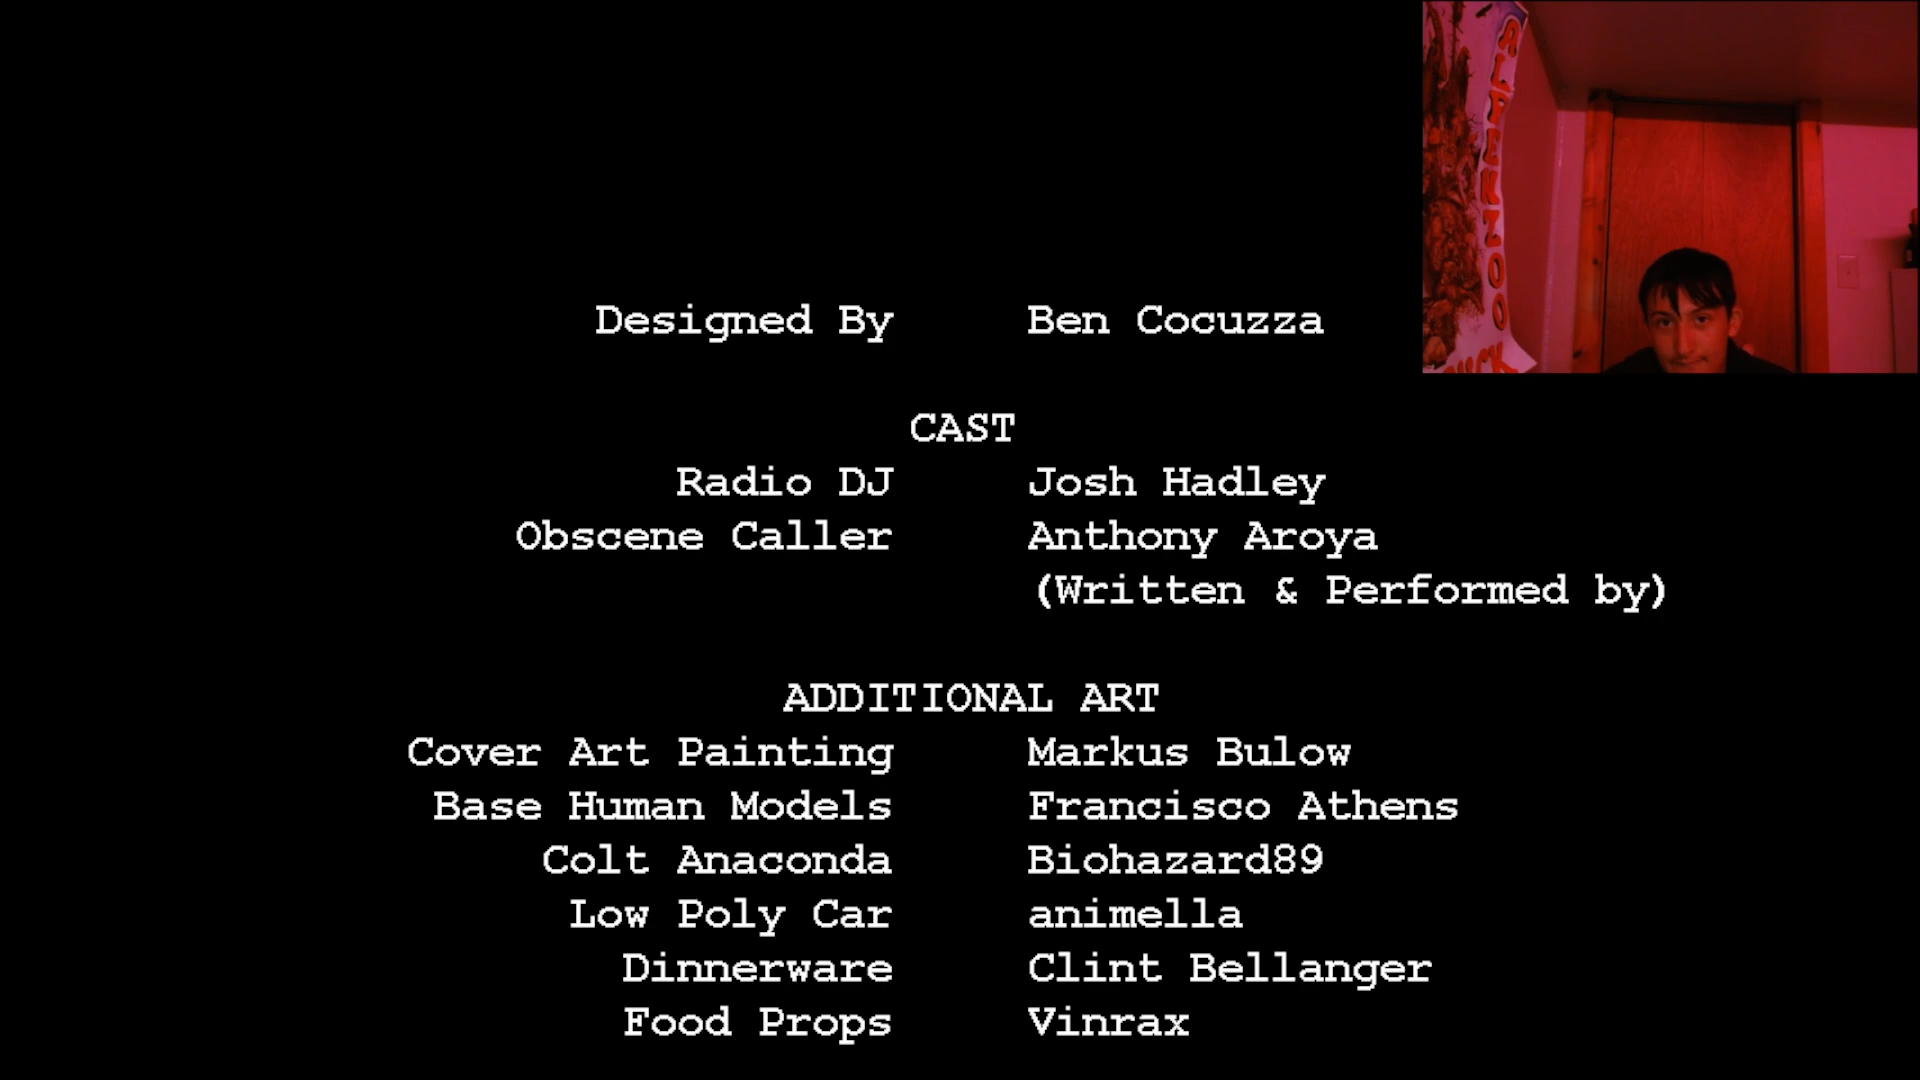 Designed By Ben Cocuzza
CAST
Radio DJ Josh Hadley
Obscene Caller Anthony Aroya
(Written & Performed by)
ADDITIONAL ART
Cover Art Painting Markus Bulow
Base Human Models Francisco Athens
Colt Anaconda Biohazard89
Low Poly Car animella
Dinnerware Clint Bellanger
Food Props Vinrax
ALPENZOO